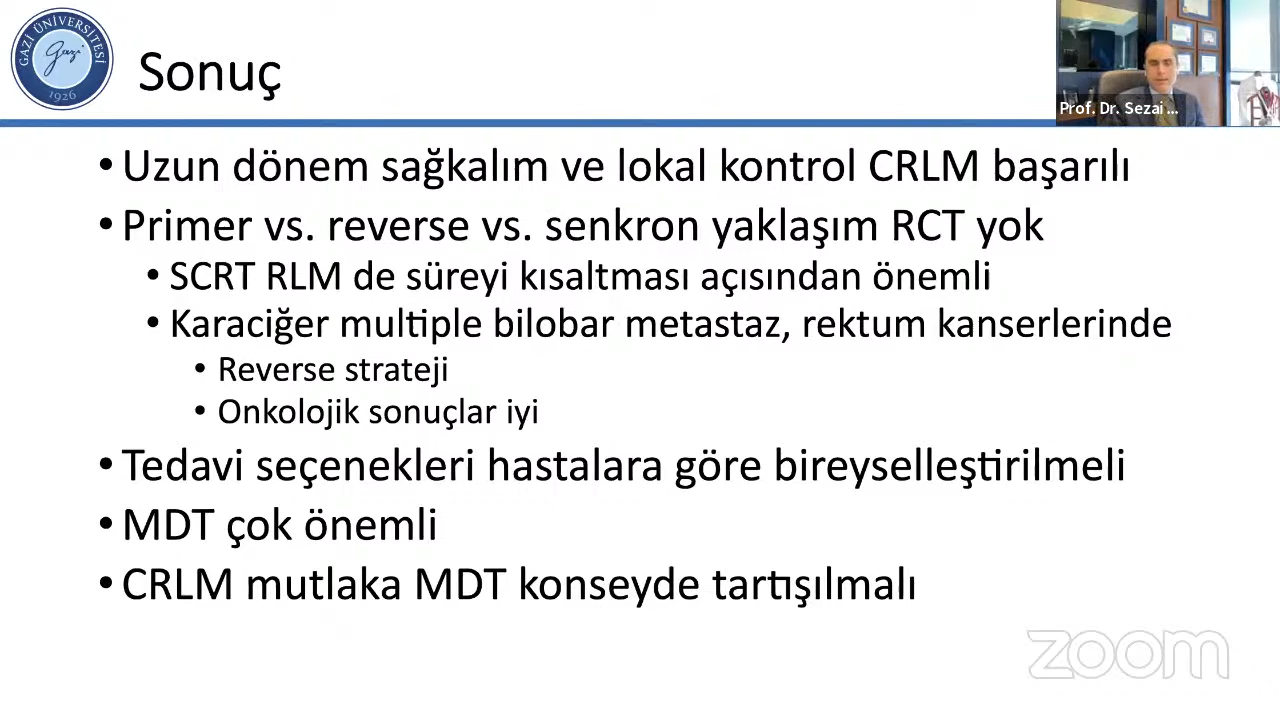 GAZİ ÜNİVERSİTESİ
gazi
1926
Sonuç
Prof. Dr. Sezai ...
• Uzun dönem sağkalım ve lokal kontrol CRLM başarılı
• Primer vs. reverse vs. senkron yaklaşım RCT yok
• SCRT RLM de süreyi kısaltması açısından önemli
• Karaciğer multiple bilobar metastaz, rektum kanserlerinde
• Reverse strateji
• Onkolojik sonuçlar iyi
• Tedavi seçenekleri hastalara göre bireyselleştirilmeli
• MDT çok önemli
• CRLM mutlaka MDT konseyde tartışılmalı
zoom